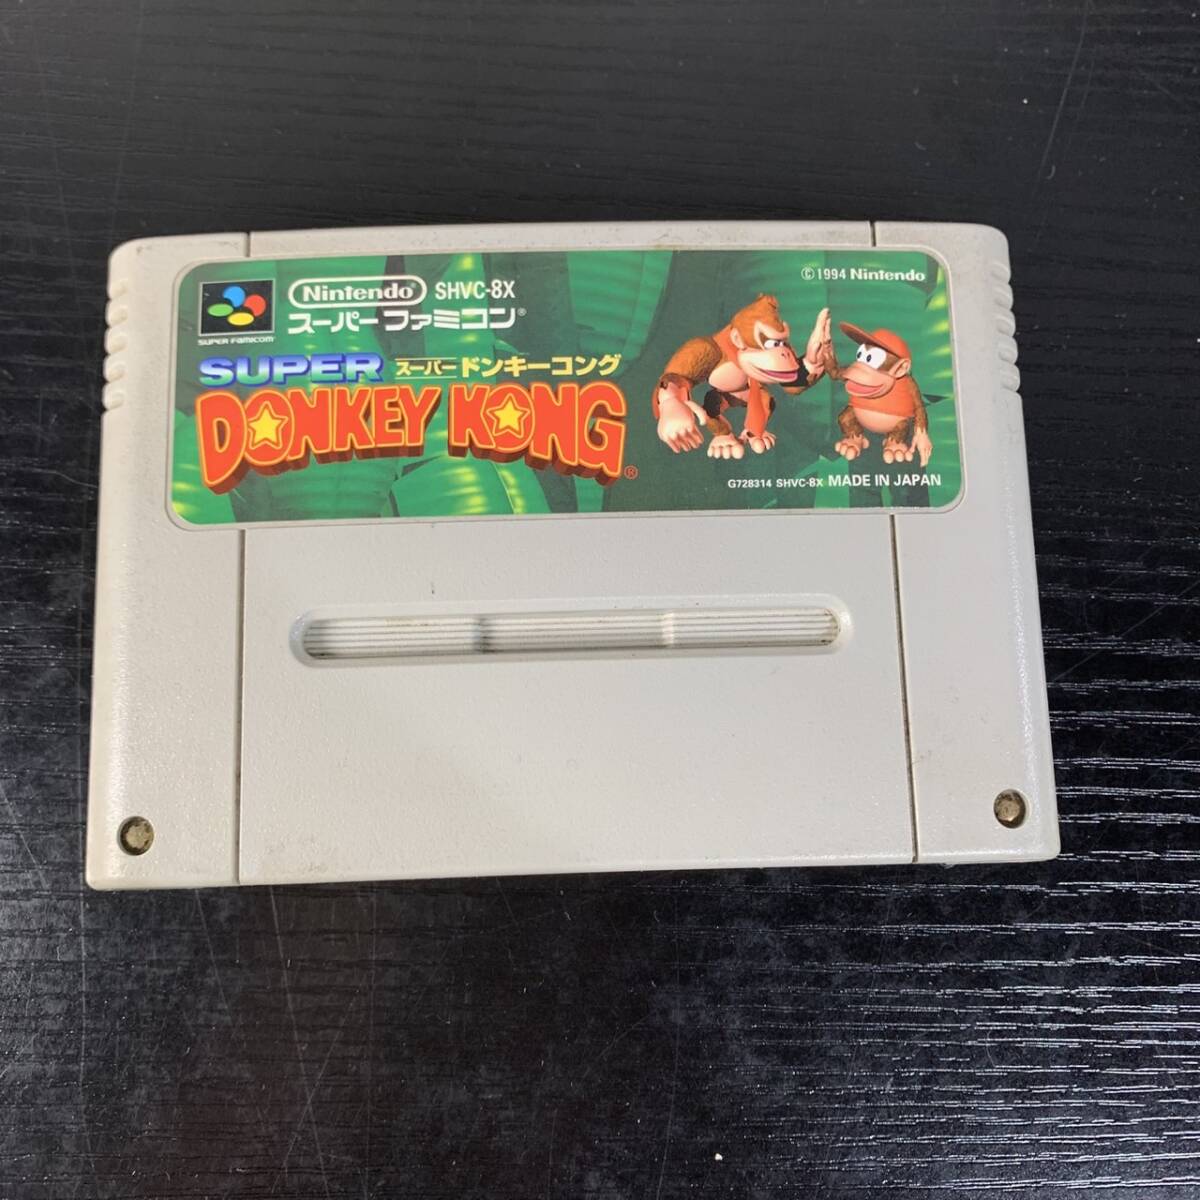 Nintendo SHVC-8X
©1994 Nintendo
SUPER FAMICOM
スーパーファミコン®
SUPER スーパードンキーコング
DONKEY KONG®
G728314 SHVC-8X MADE IN JAPAN